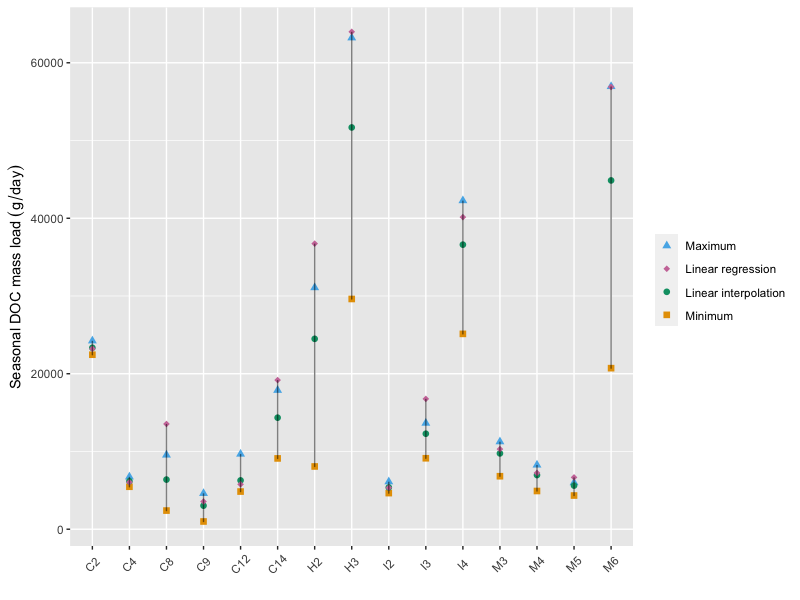 Seasonal DOC mass load (g/day)
60000
40000
20000
0
C2 C4 C8 C9 C12 C14 H2 H3 I2 I3 I4 M3 M4 M5 M6
Maximum
Linear regression
Linear interpolation
Minimum